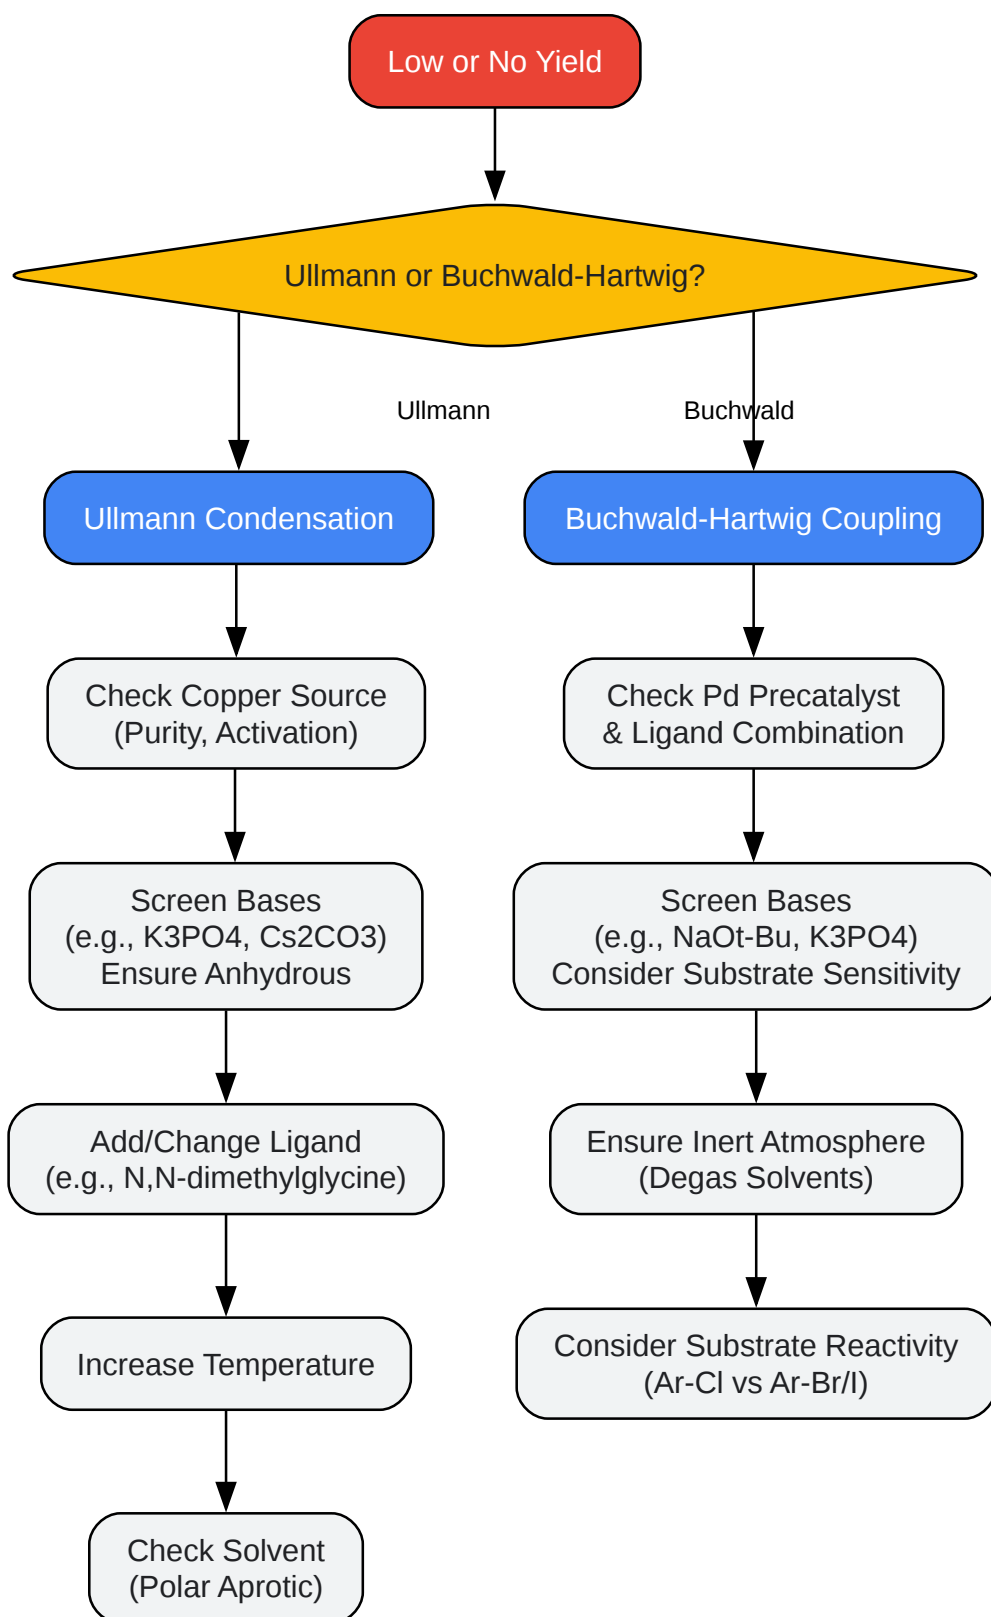 Low or No Yield
Ullmann or Buchwald-Hartwig?
Ullmann
Buchwald
Ullmann Condensation
Buchwald-Hartwig Coupling
Check Copper Source
(Purity, Activation)
Check Pd Precatalyst
& Ligand Combination
Screen Bases
(e.g., K3PO4, Cs2CO3)
Ensure Anhydrous
Screen Bases
(e.g., NaOt-Bu, K3PO4)
Consider Substrate Sensitivity
Add/Change Ligand
(e.g., N,N-dimethylglycine)
Ensure Inert Atmosphere
(Degas Solvents)
Increase Temperature
Consider Substrate Reactivity
(Ar-Cl vs Ar-Br/I)
Check Solvent
(Polar Aprotic)